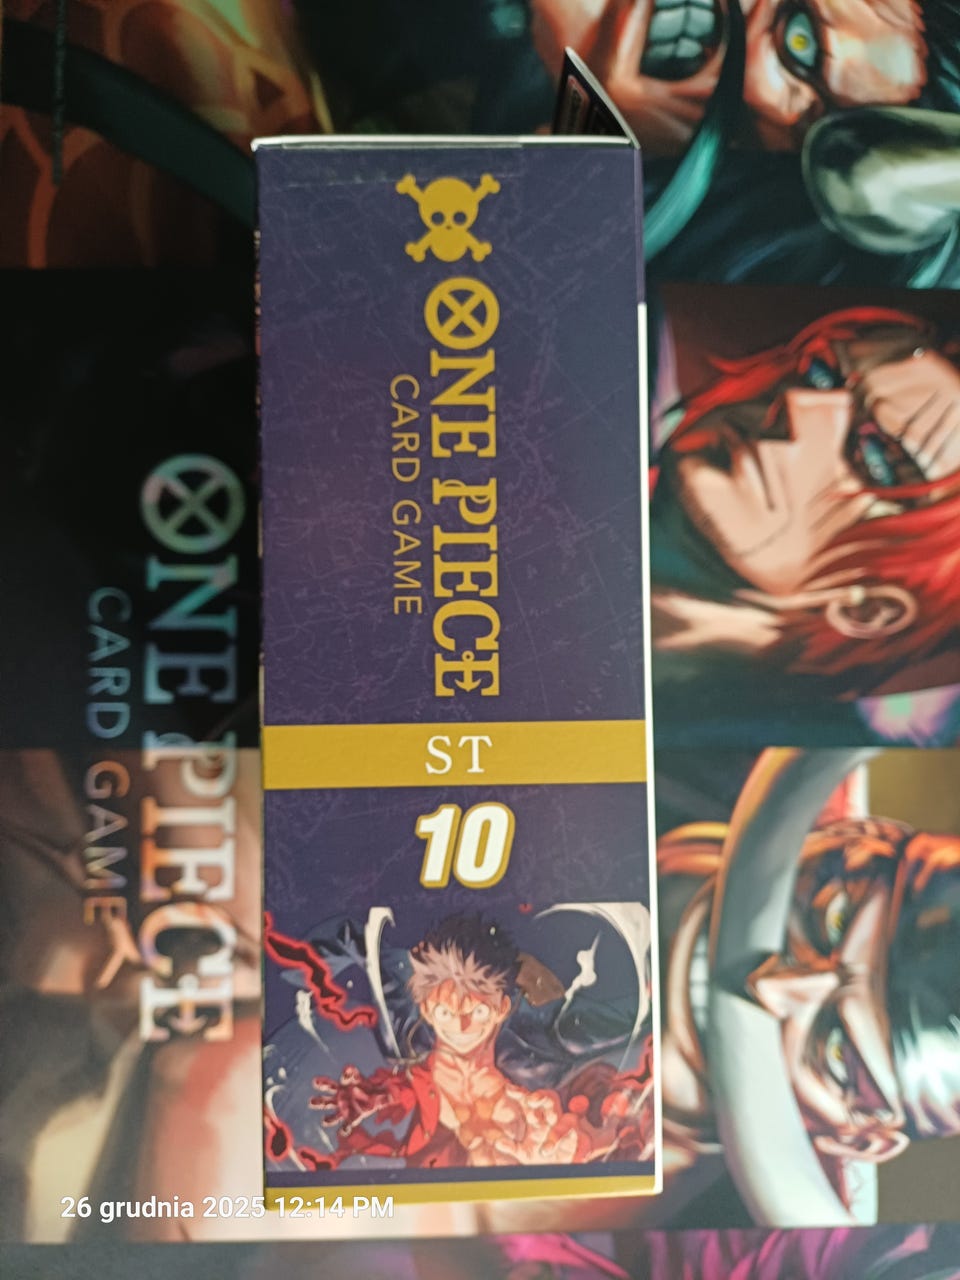 ONE PIECE
CARD GAME
ST
10
ONE PIECE
CARD GAME
26 grudnia 2025 12:14 PM